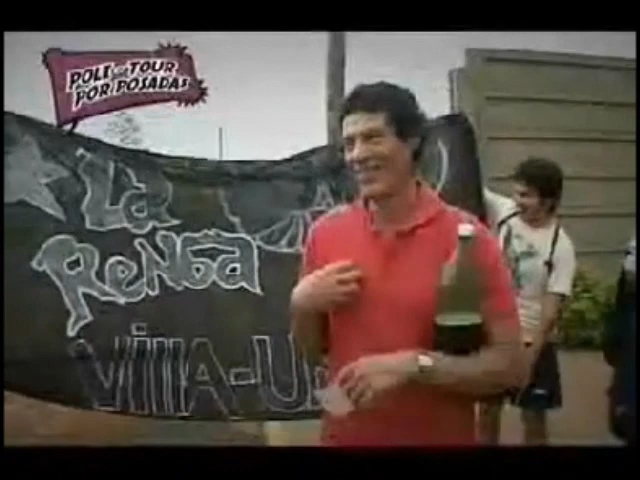 POLI TOUR
POR POSADAS
La
RENGA
VillA-U